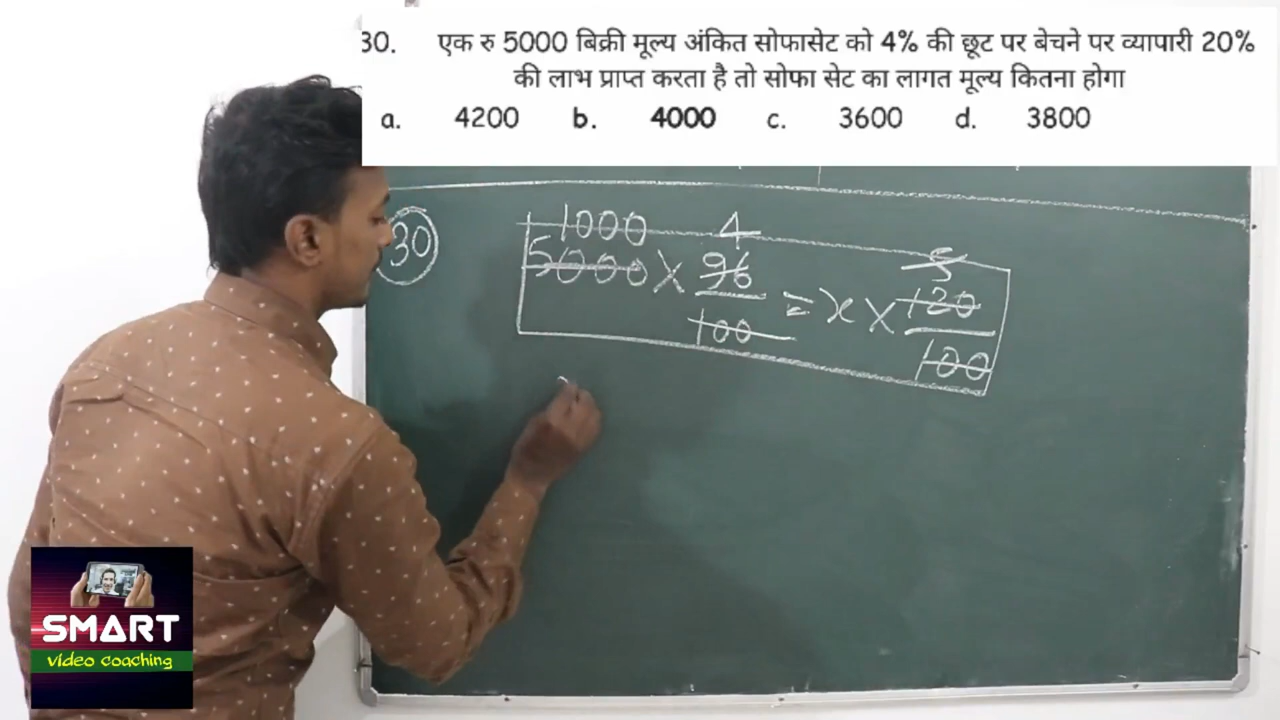 30. एक रु 5000 बिक्री मूल्य अंकित सोफासेट को 4% की छूट पर बेचने पर व्यापारी 20%
की लाभ प्राप्त करता है तो सोफा सेट का लागत मूल्य कितना होगा
a. 4200 b. 4000 c. 3600 d. 3800
30
1000 4 5
5000 × 96/100 = x × 120/100
SMART
video coaching